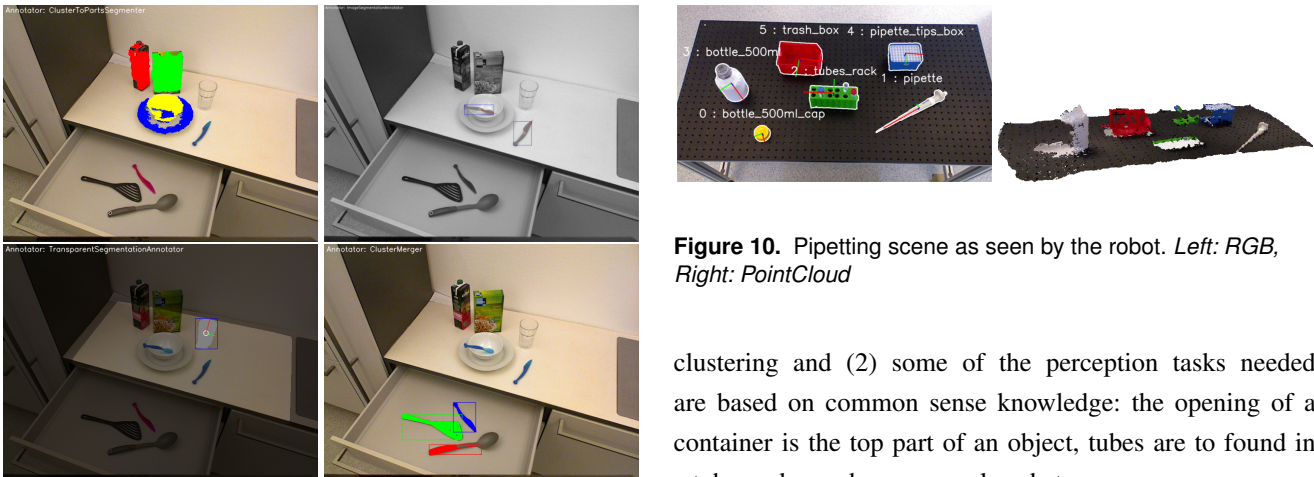 Annotator: ClusterToPartsSegmenter
Annotator: ImageSegmentationAnnotator
Annotator: TransparentSegmentationAnnotator
Annotator: ClusterMerger
5 : trash_box
4 : pipette_tips_box
3 : bottle_500ml
2 : tubes_rack
1 : pipette
0 : bottle_500ml_cap
Figure 10. Pipetting scene as seen by the robot. Left: RGB,
Right: PointCloud
clustering and (2) some of the perception tasks needed
are based on common sense knowledge: the opening of a
container is the top part of an object, tubes are to found in